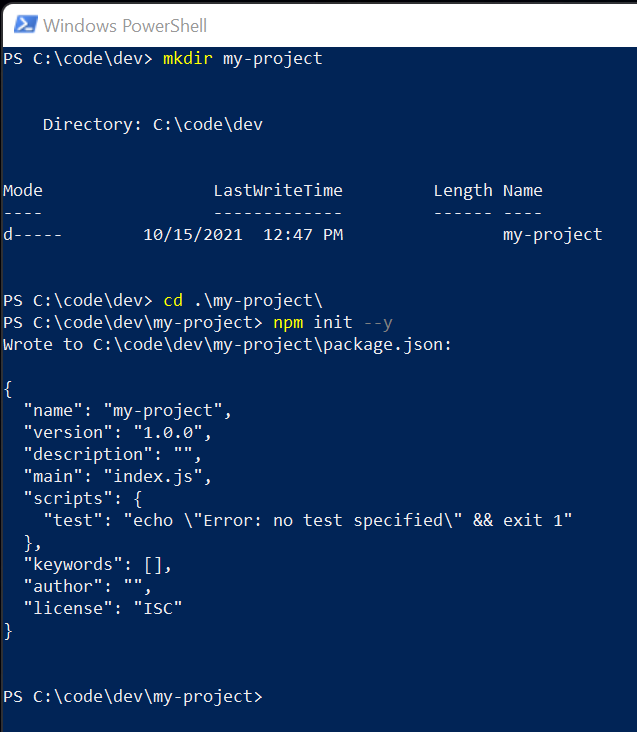 Windows PowerShell
PS C:\code\dev> mkdir my-project
    Directory: C:\code\dev
Mode                 LastWriteTime         Length Name
----                 -------------         ------ ----
d-----        10/15/2021  12:47 PM                my-project
PS C:\code\dev> cd .\my-project\
PS C:\code\dev\my-project> npm init --y
Wrote to C:\code\dev\my-project\package.json:
{
  "name": "my-project",
  "version": "1.0.0",
  "description": "",
  "main": "index.js",
  "scripts": {
    "test": "echo \"Error: no test specified\" && exit 1"
  },
  "keywords": [],
  "author": "",
  "license": "ISC"
}
PS C:\code\dev\my-project>